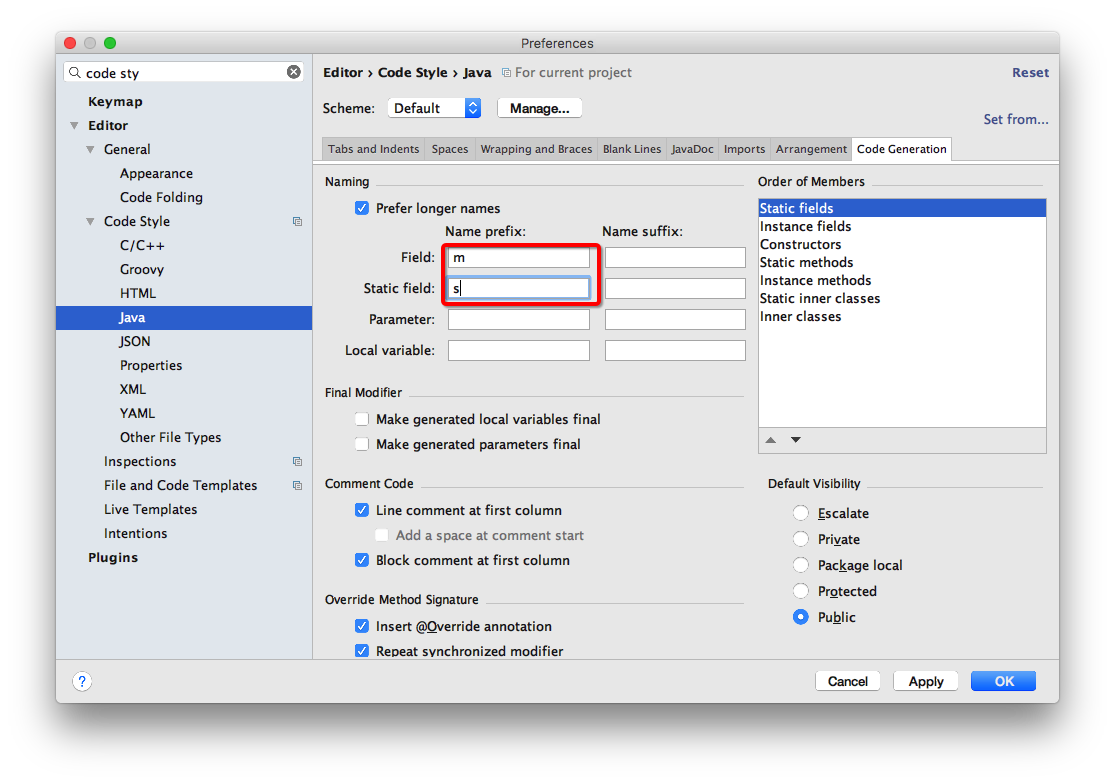 Preferences
code sty
Keymap
Editor
General
Appearance
Code Folding
Code Style
C/C++
Groovy
HTML
Java
JSON
Properties
XML
YAML
Other File Types
Inspections
File and Code Templates
Live Templates
Intentions
Plugins
Editor › Code Style › Java For current project
Reset
Scheme: Default Manage...
Set from...
Tabs and Indents Spaces Wrapping and Braces Blank Lines JavaDoc Imports Arrangement Code Generation
Naming
Prefer longer names
Name prefix: Name suffix:
Field: m
Static field: s
Parameter:
Local variable:
Final Modifier
Make generated local variables final
Make generated parameters final
Comment Code
Line comment at first column
Add a space at comment start
Block comment at first column
Override Method Signature
Insert @Override annotation
Repeat synchronized modifier
Order of Members
Static fields
Instance fields
Constructors
Static methods
Instance methods
Static inner classes
Inner classes
Default Visibility
Escalate
Private
Package local
Protected
Public
?
Cancel Apply OK